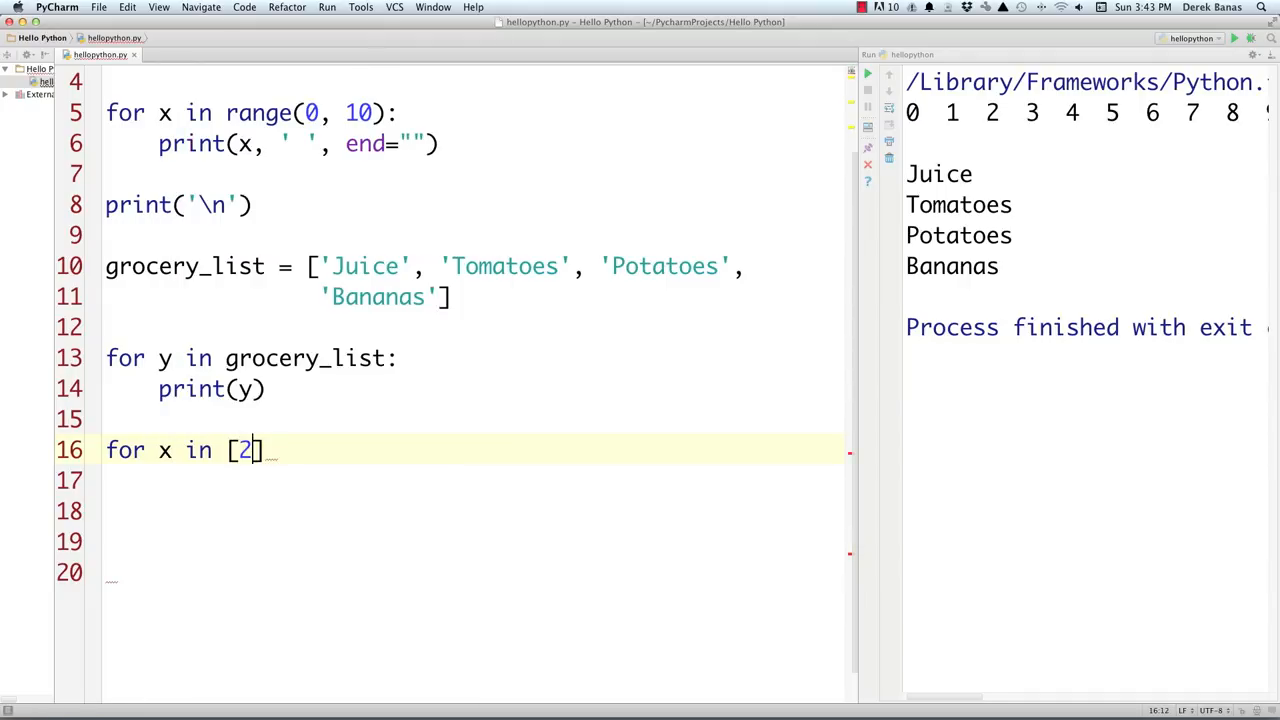 PyCharm File Edit View Navigate Code Refactor Run Tools VCS Window Help 10 Sun 3:43 PM Derek Banas
hellopython.py – Hello Python – [~/PycharmProjects/Hello Python]
Hello Python hellopython.py hellopython
hellopython.py Run hellopython
Hello P
hell
Extern
4
5 for x in range(0, 10):
6 print(x, ' ', end="")
7
8 print('\n')
9
10 grocery_list = ['Juice', 'Tomatoes', 'Potatoes',
11 'Bananas']
12
13 for y in grocery_list:
14 print(y)
15
16 for x in [2]
17
18
19
20
/Library/Frameworks/Python.
0 1 2 3 4 5 6 7 8
Juice
Tomatoes
Potatoes
Bananas
Process finished with exit
16:12 LF UTF-8